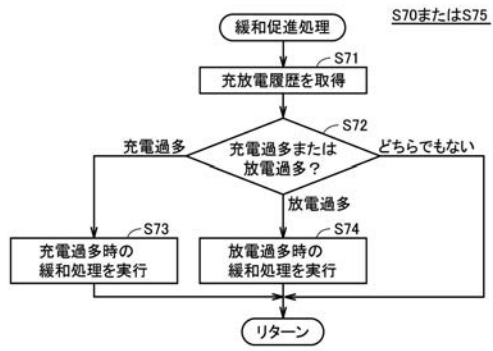 S70またはS75
緩和促進処理
S71
充放電履歴を取得
S72
充電過多または
放電過多？
充電過多
どちらでもない
放電過多
S73
充電過多時の
緩和処理を実行
S74
放電過多時の
緩和処理を実行
リターン